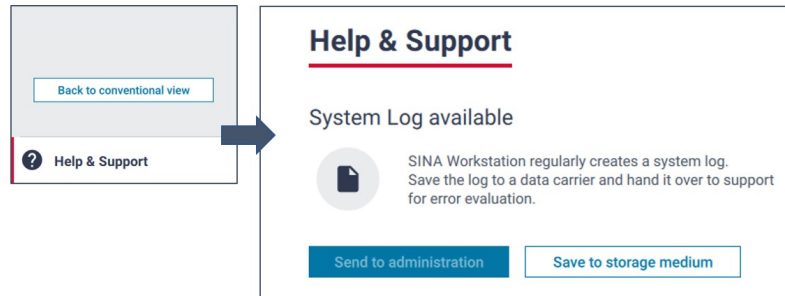 Back to conventional view
Help & Support
Help & Support
System Log available
SINA Workstation regularly creates a system log.
Save the log to a data carrier and hand it over to support
for error evaluation.
Send to administration
Save to storage medium